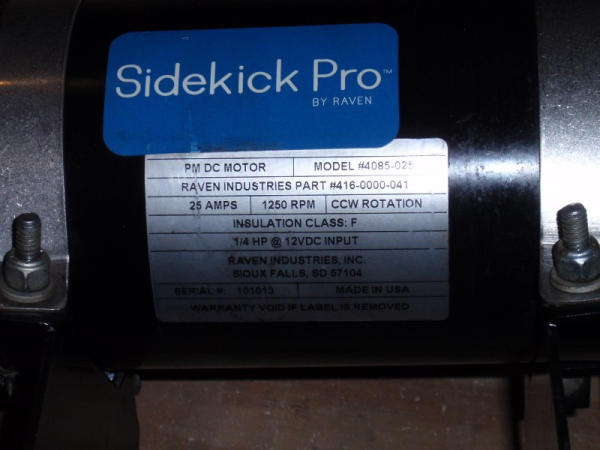 Sidekick Pro™
BY RAVEN
PM DC MOTOR MODEL #4085-025
RAVEN INDUSTRIES PART #416-0000-041
25 AMPS 1250 RPM CCW ROTATION
INSULATION CLASS: F
1/4 HP @ 12VDC INPUT
RAVEN INDUSTRIES, INC.
SIOUX FALLS, SD 57104
SERIAL #: 101013 MADE IN USA
WARRANTY VOID IF LABEL IS REMOVED